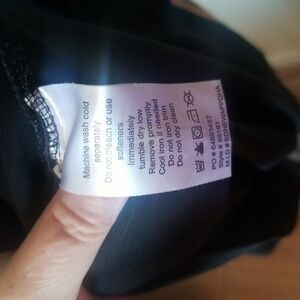 Machine wash cold
separately
Do not bleach or use
softeners
Immediately
tumble dry low
Remove promptly
Cool iron if needed
Do not iron trim
Do not dry clean